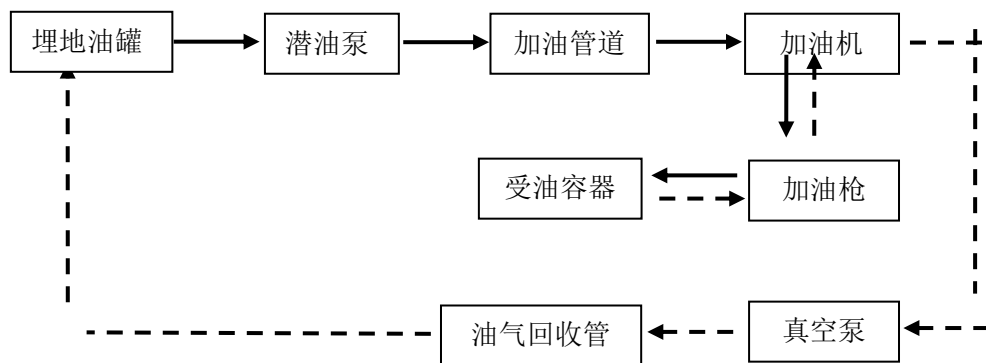 埋地油罐
潜油泵
加油管道
加油机
受油容器
加油枪
油气回收管
真空泵